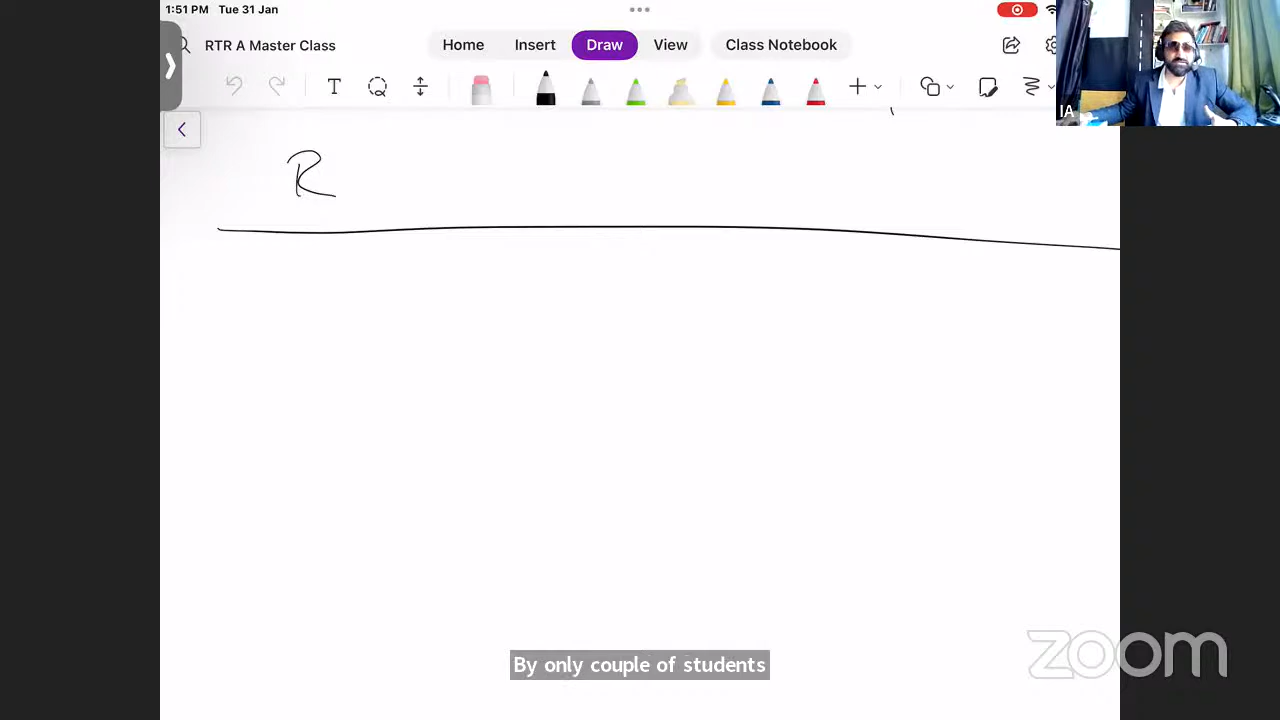 1:51 PM Tue 31 Jan
RTR A Master Class
Home Insert Draw View Class Notebook
T
IA
R
By only couple of students
zoom